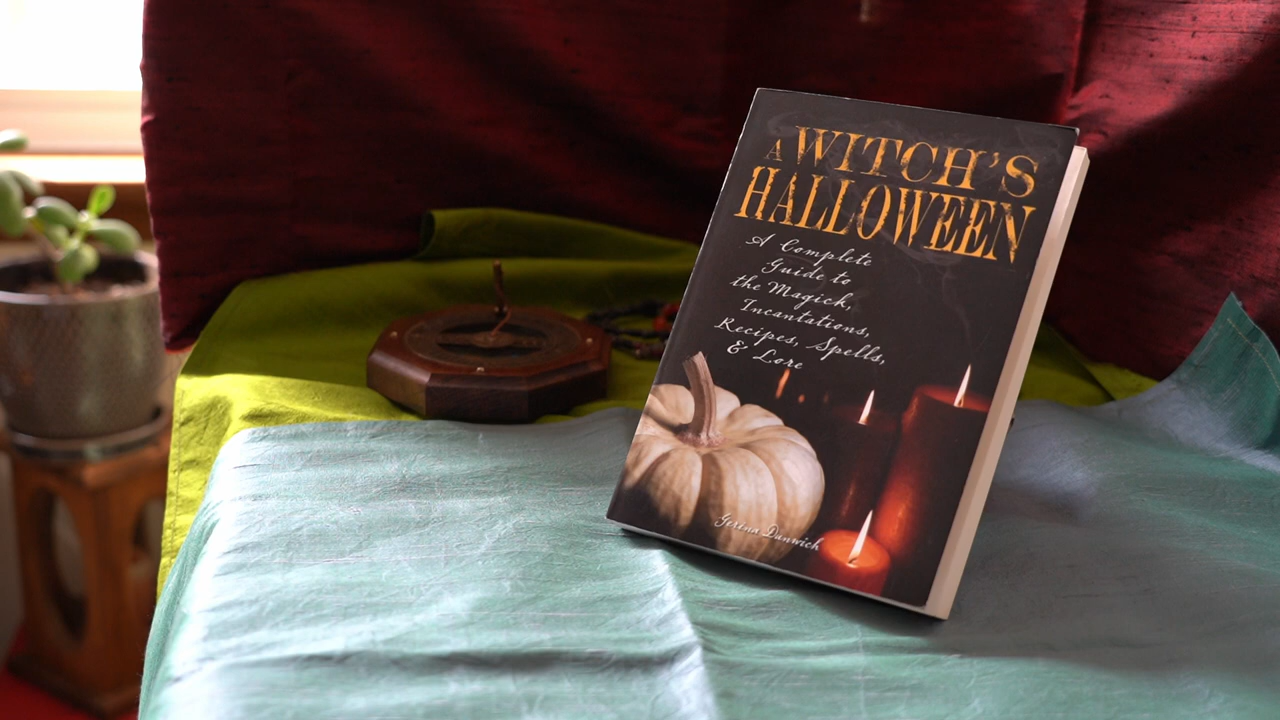 A WITCH'S
HALLOWEEN
A Complete
Guide to
the Magick,
Incantations,
Recipes, Spells,
& Lore
Gerina Dunwich